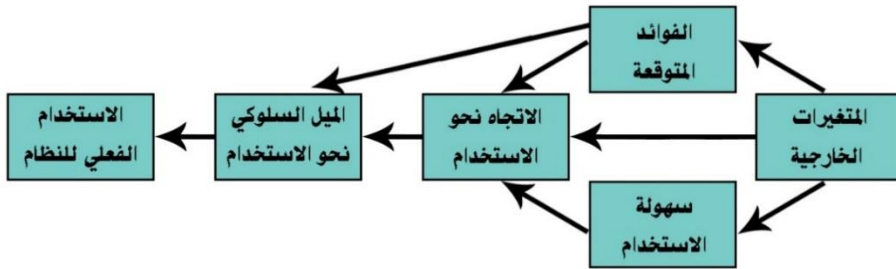 الفوائد
المتوقعة
المتغيرات
الخارجية
الاتجاه نحو
الاستخدام
الميل السلوكي
نحو الاستخدام
الاستخدام
الفعلي للنظام
سهولة
الاستخدام